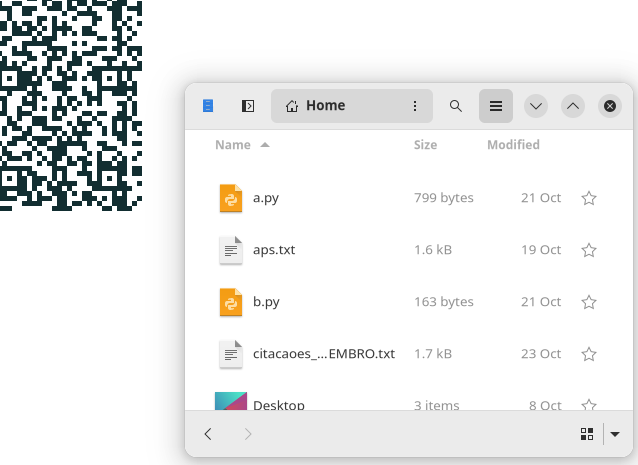 Home
Name Size Modified
a.py 799 bytes 21 Oct
aps.txt 1.6 kB 19 Oct
b.py 163 bytes 21 Oct
citacaoes_...EMBRO.txt 1.7 kB 23 Oct
Desktop 3 items 8 Oct